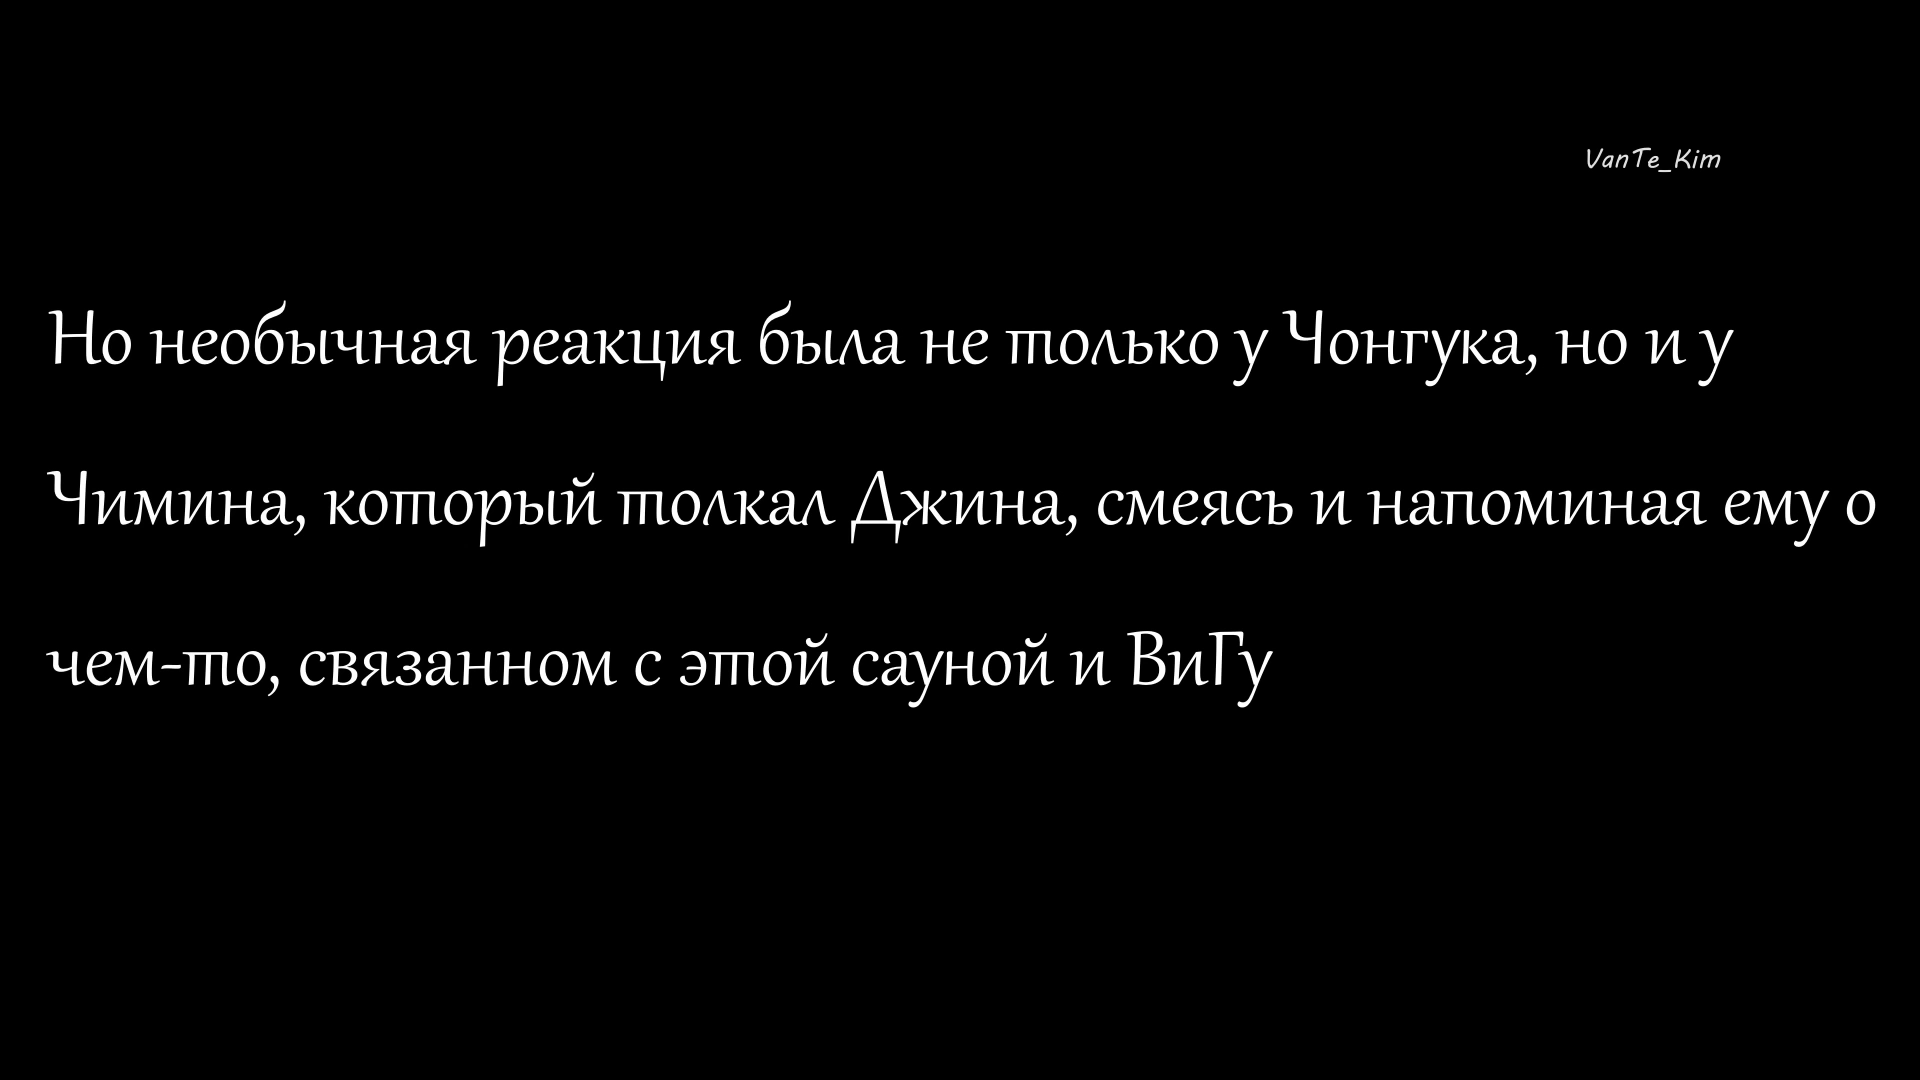 VanTe_Kim
Но необычная реакция была не только у Чонгука, но и у
Чимина, который толкал Джина, смеясь и напоминая ему о
чем-то, связанном с этой сауной и ВиГу